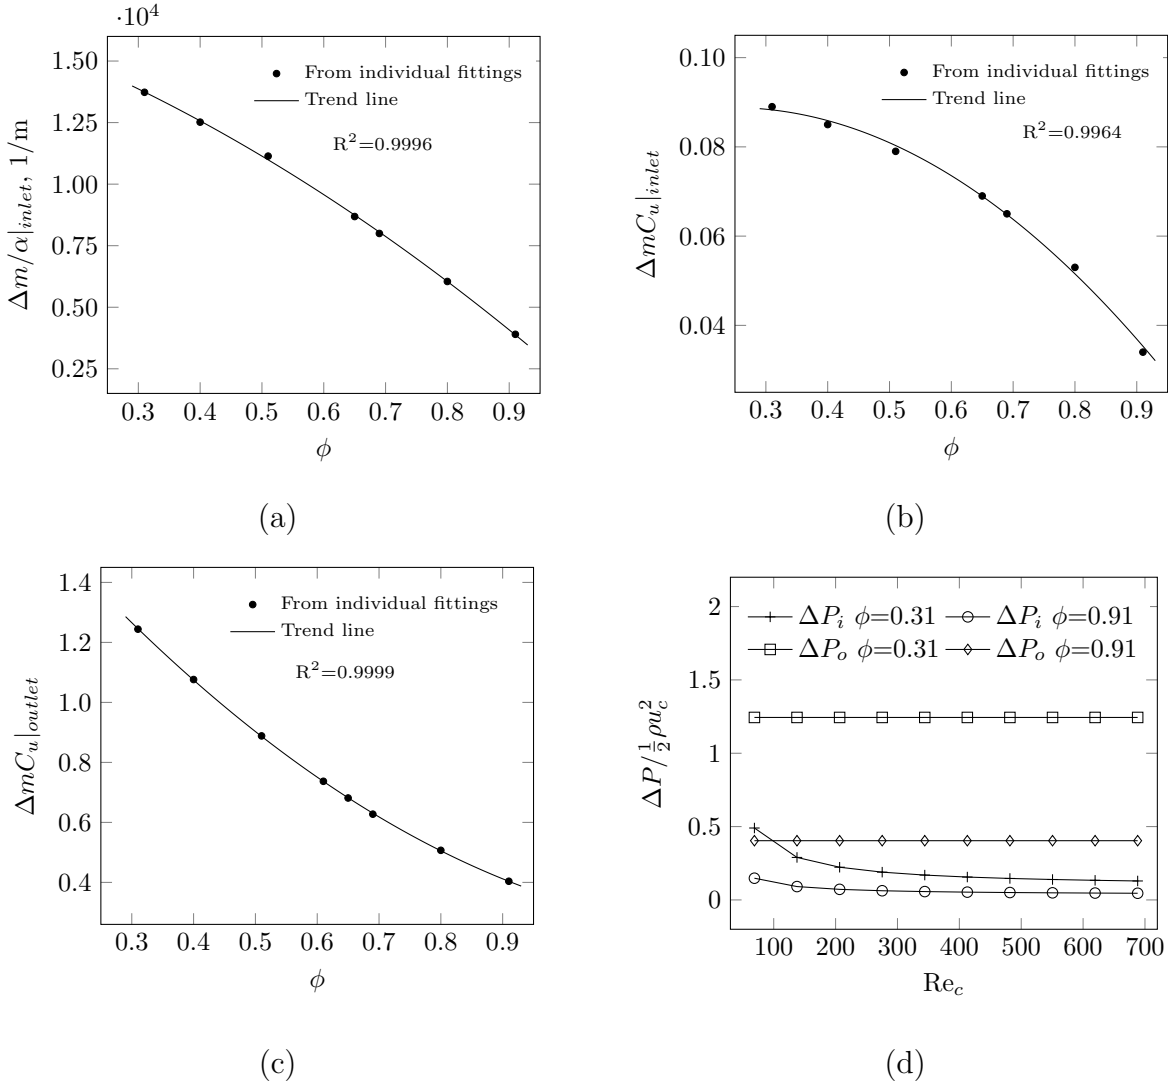 ·10⁴
1.50
1.25
1.00
0.75
0.50
0.25
Δm/α|inlet, 1/m
From individual fittings
Trend line
R²=0.9996
0.3 0.4 0.5 0.6 0.7 0.8 0.9
ϕ
(a)
0.10
0.08
0.06
0.04
ΔmCu|inlet
From individual fittings
Trend line
R²=0.9964
0.3 0.4 0.5 0.6 0.7 0.8 0.9
ϕ
(b)
1.4
1.2
1.0
0.8
0.6
0.4
ΔmCu|outlet
From individual fittings
Trend line
R²=0.9999
0.3 0.4 0.5 0.6 0.7 0.8 0.9
ϕ
(c)
2
1.5
1
0.5
0
ΔP/½ρu_c²
ΔPi ϕ=0.31 ΔPi ϕ=0.91
ΔPo ϕ=0.31 ΔPo ϕ=0.91
100 200 300 400 500 600 700
Re_c
(d)